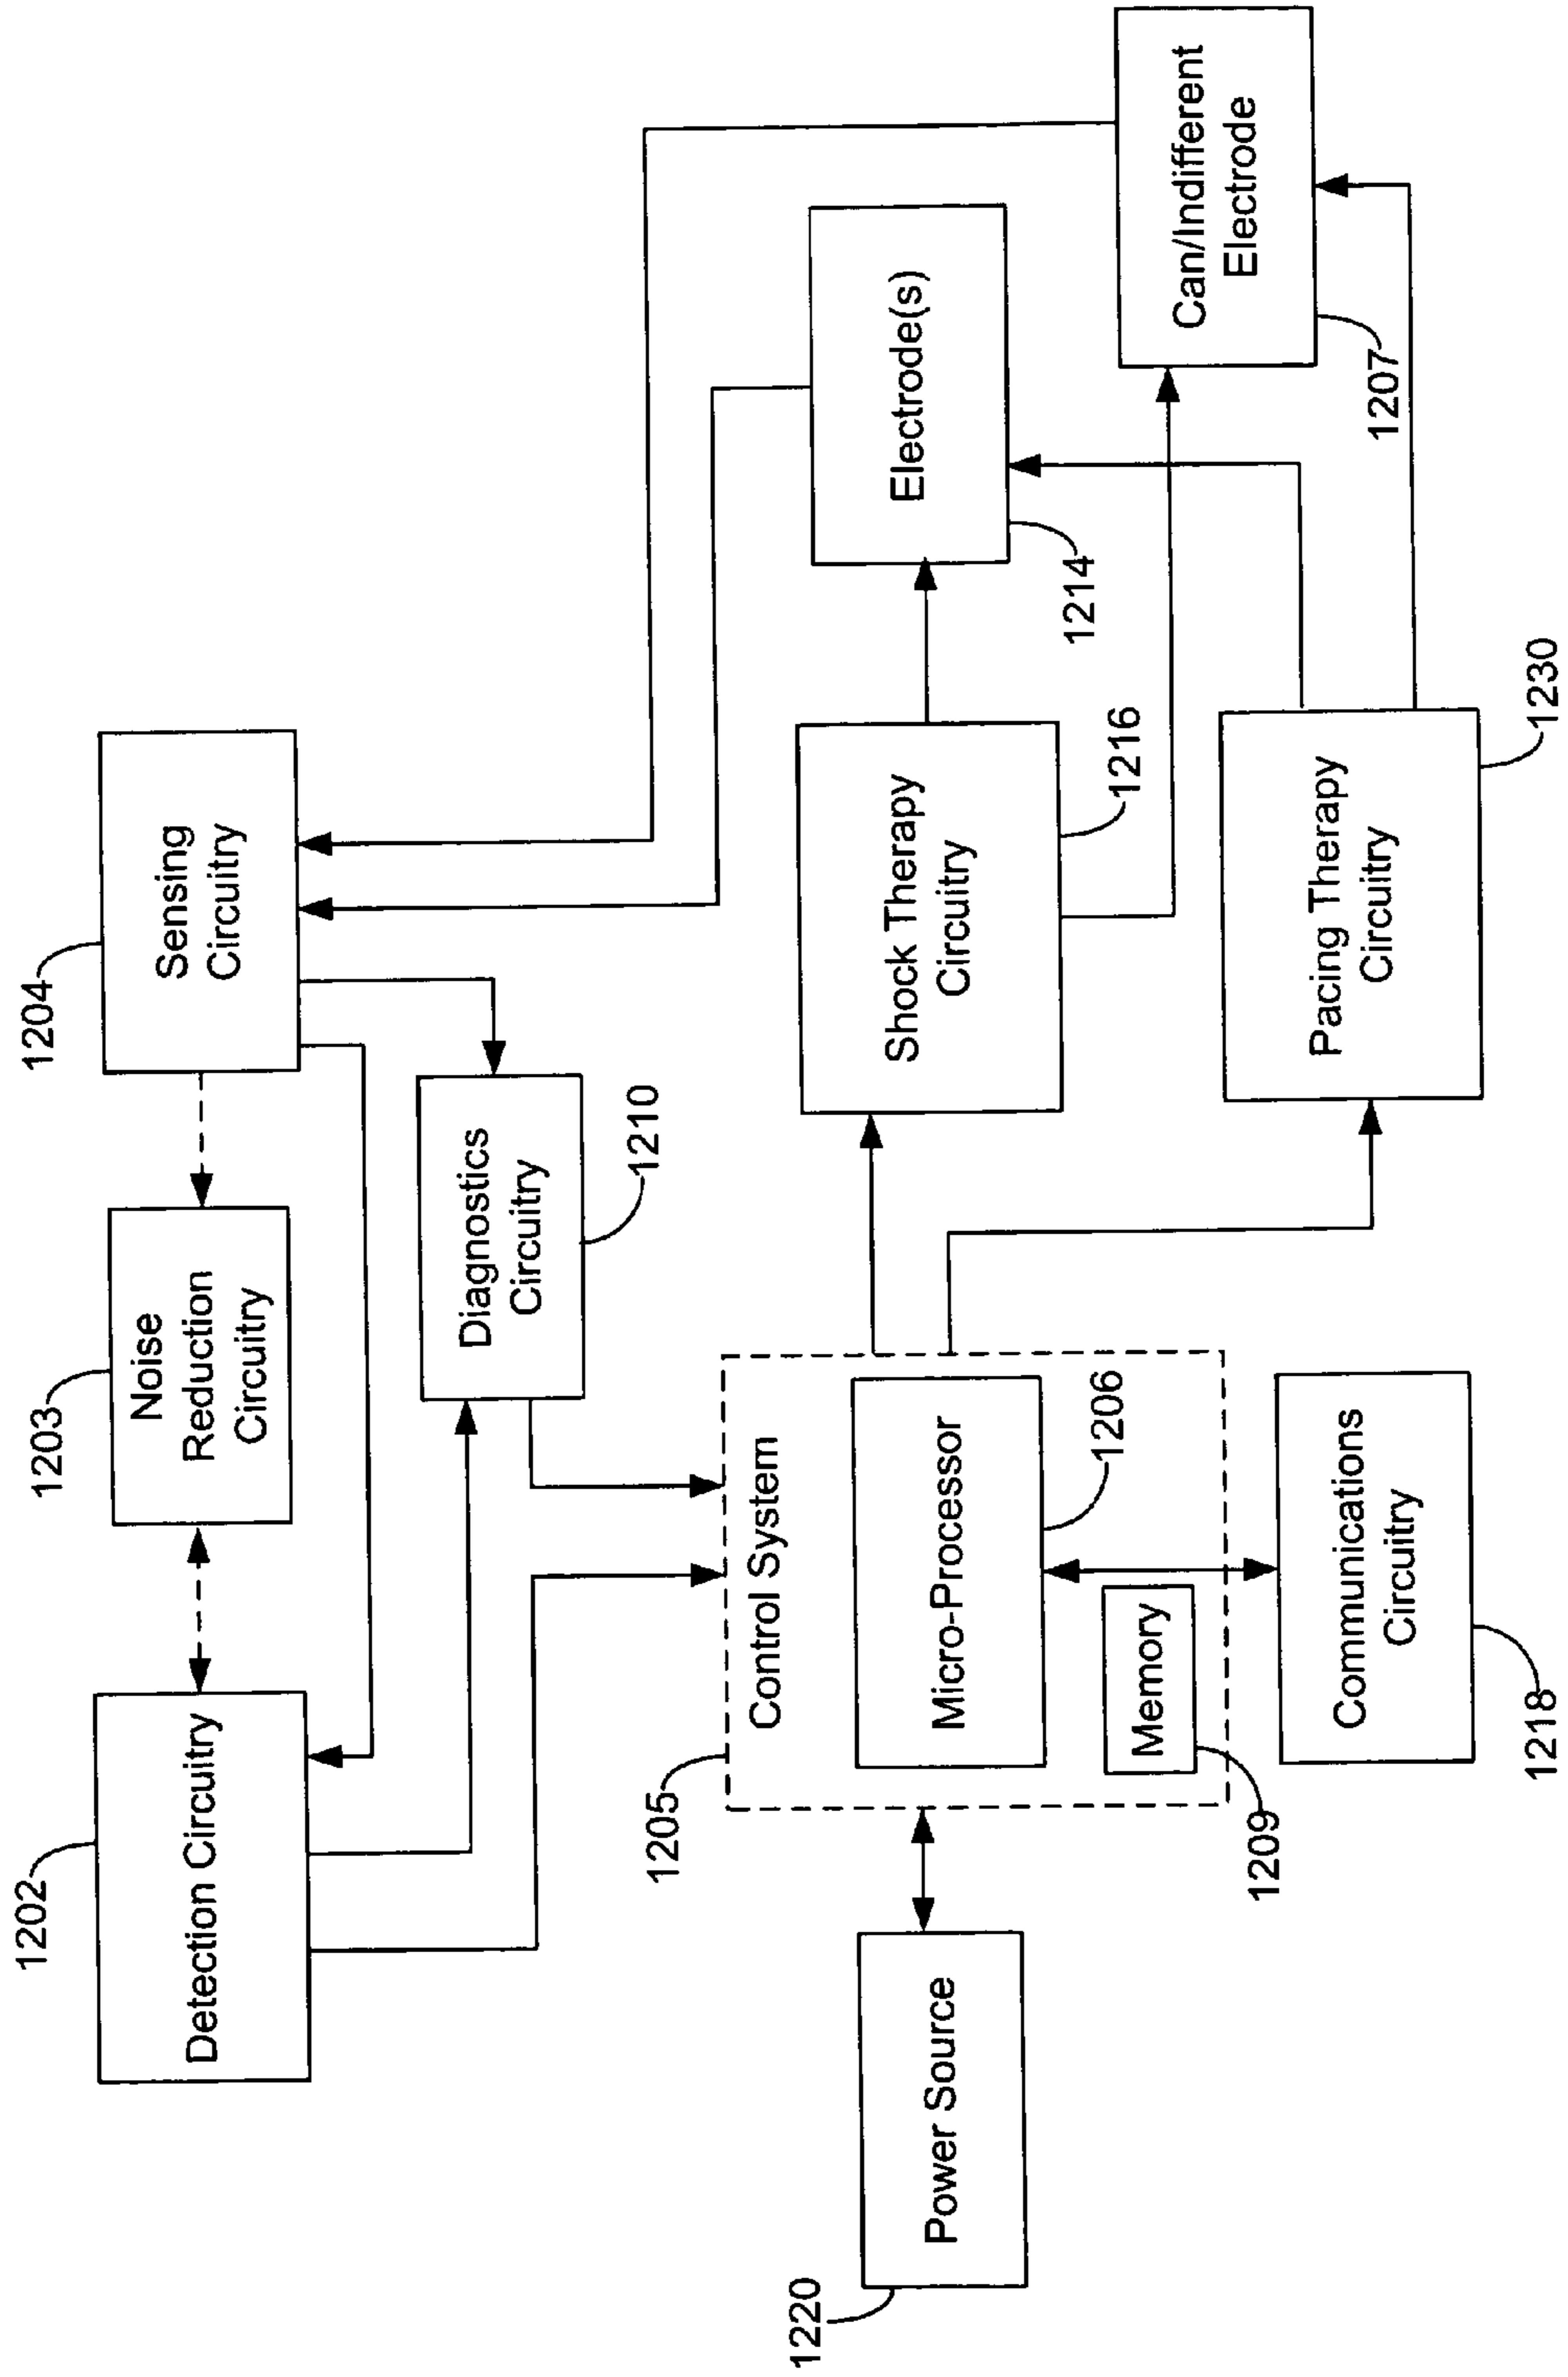 1202
Detection Circuitry
1203
Noise
Reduction
Circuitry
1204
Sensing
Circuitry
Diagnostics
Circuitry
1210
1205
Control System
Micro-Processor
1206
Memory
1209
1220
Power Source
Communications
Circuitry
1218
Shock Therapy
Circuitry
1216
Pacing Therapy
Circuitry
1230
Electrode(s)
1214
Can/Indifferent
Electrode
1207